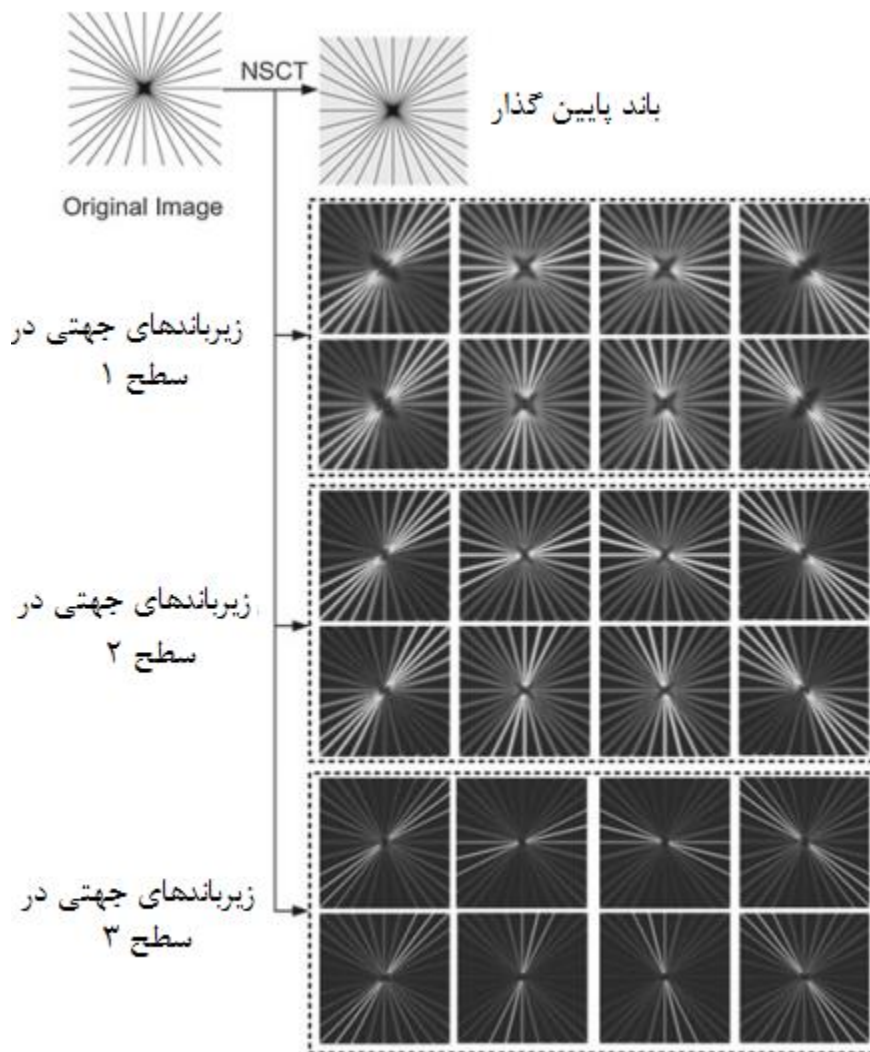 NSCT
باند پایین گذار
Original Image
زیرباندهای جهتی در
سطح ۱
زیرباندهای جهتی در
سطح ۲
زیرباندهای جهتی در
سطح ۳